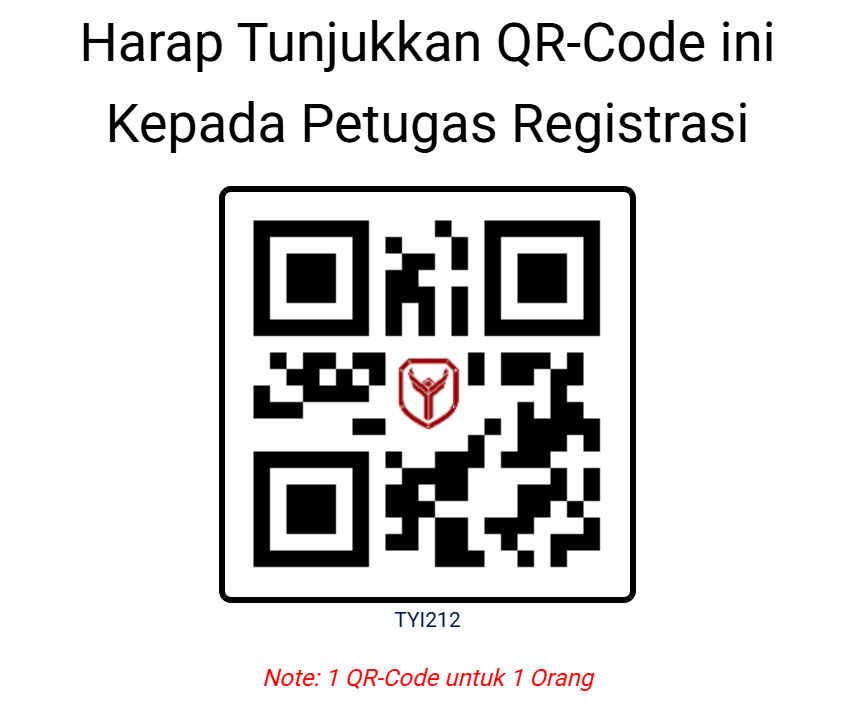 Harap Tunjukkan QR-Code ini
Kepada Petugas Registrasi
TYI212
Note: 1 QR-Code untuk 1 Orang